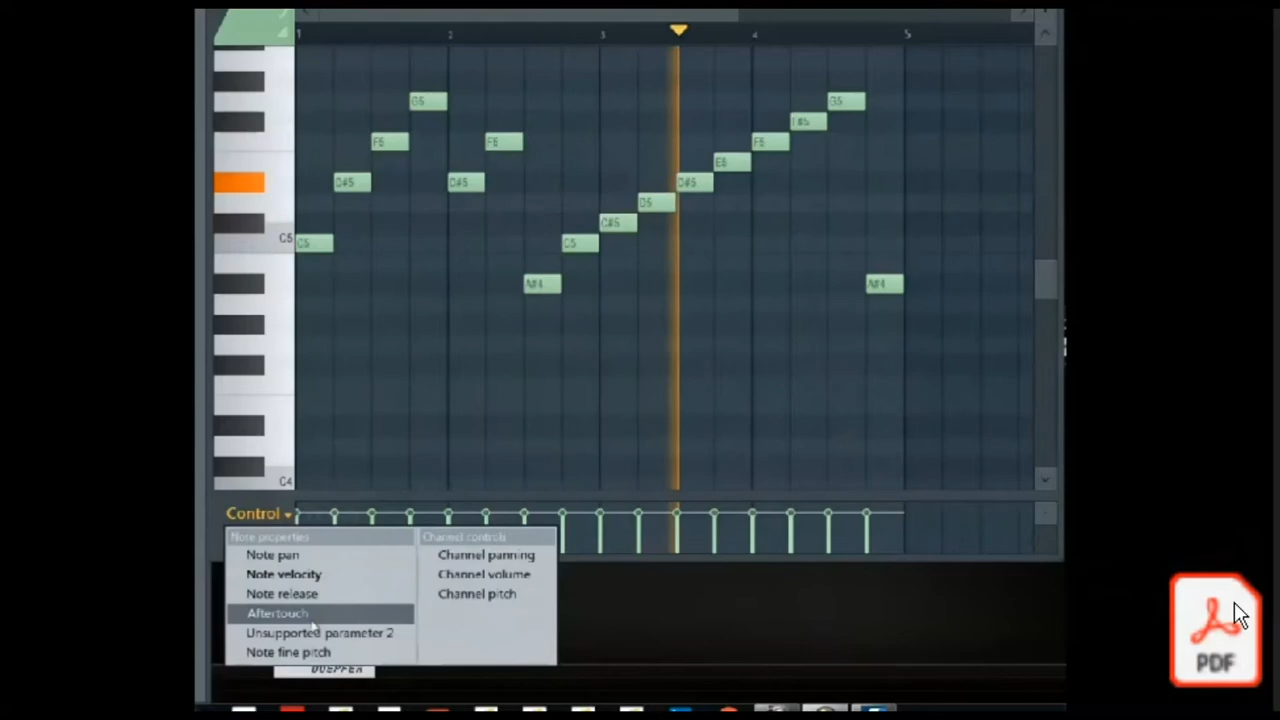 1 2 3 4 5
G5
F5 F5 F5
F#5
E5
D#5 D#5 D#5
D5
C#5
C5 C5 C5
A#4 A#4
C4
Control
Note properties Channel controls
Note pan Channel panning
Note velocity Channel volume
Note release Channel pitch
Aftertouch
Unsupported parameter 2
Note fine pitch
DOEPFER
PDF